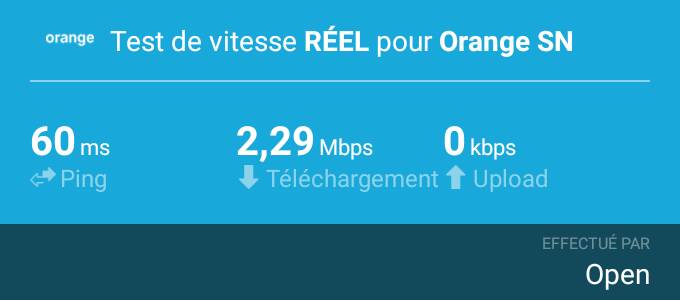 orange Test de vitesse RÉEL pour Orange SN
60 ms 2,29 Mbps 0 kbps
Ping Téléchargement Upload
EFFECTUÉ PAR
Open